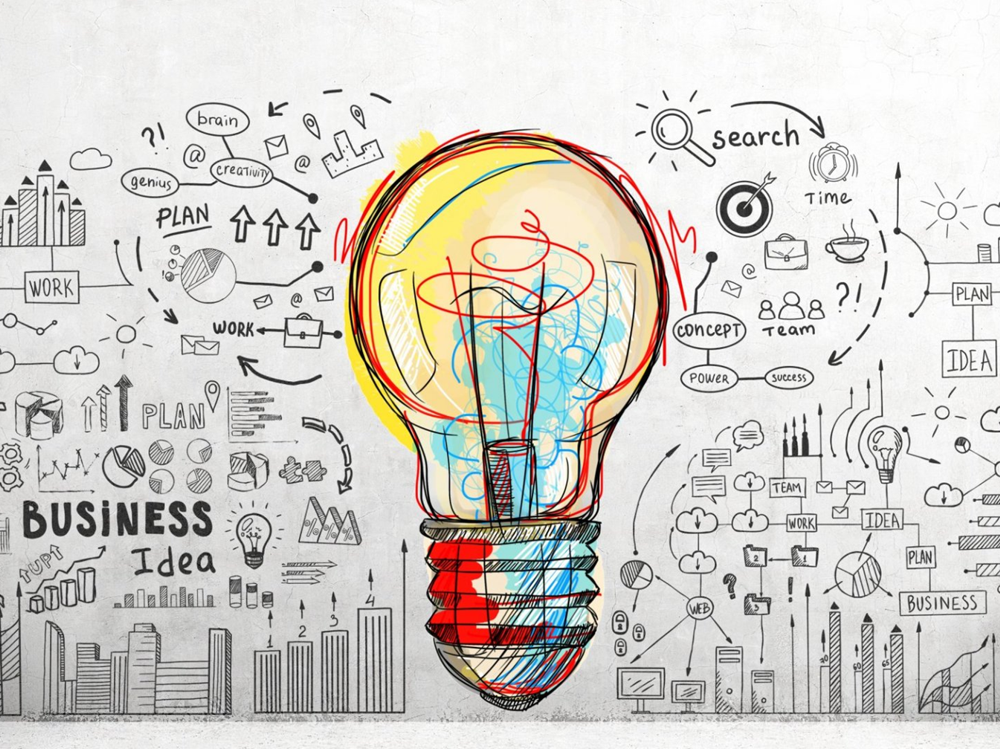 brain
?!
@
genius
creativity
@
PLAN
@
WORK
WORK
PLAN
BUSINESS
Idea
%%%
1
2
3
4
search
Time
@
?!
Team
CONCEPT
POWER
SUCCESS
PLAN
IDEA
TEAM
WORK
IDEA
PLAN
BUSINESS
?
!
WEB